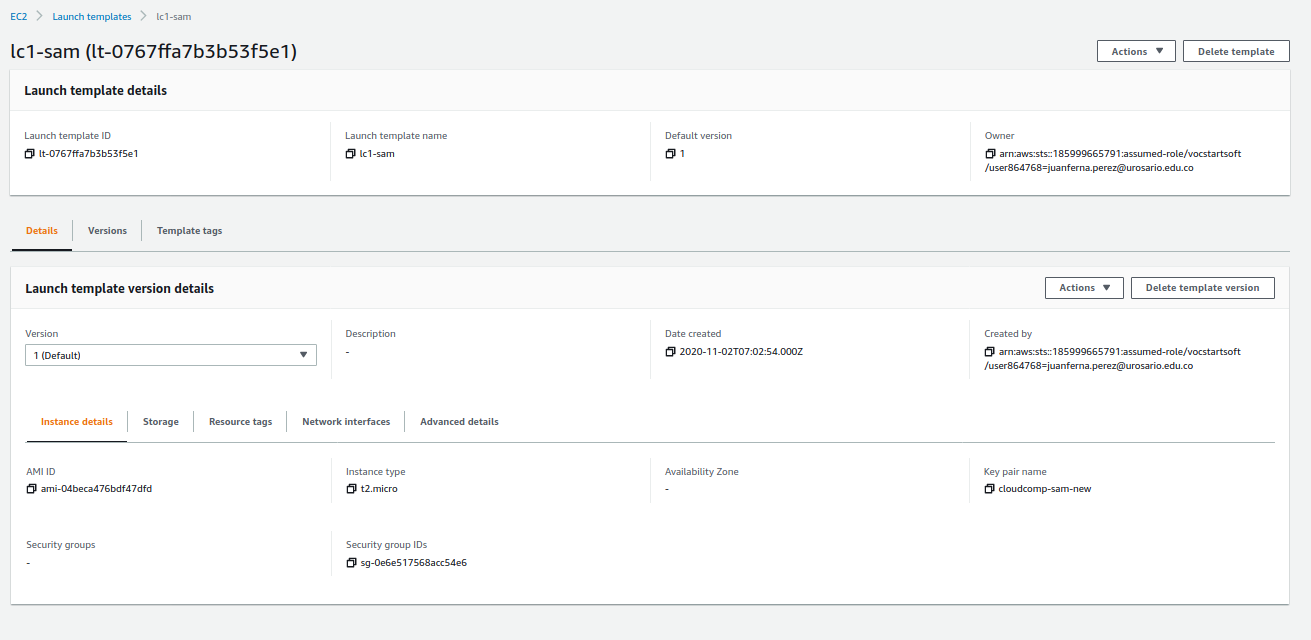 EC2 > Launch templates > lc1-sam
lc1-sam (lt-0767ffa7b3b53f5e1)
Actions
Delete template
Launch template details
Launch template ID
lt-0767ffa7b3b53f5e1
Launch template name
lc1-sam
Default version
1
Owner
arn:aws:sts::185999665791:assumed-role/vocstartsoft
/user864768=juanferna.perez@urosario.edu.co
Details
Versions
Template tags
Launch template version details
Actions
Delete template version
Version
1 (Default)
Description
-
Date created
2020-11-02T07:02:54.000Z
Created by
arn:aws:sts::185999665791:assumed-role/vocstartsoft
/user864768=juanferna.perez@urosario.edu.co
Instance details
Storage
Resource tags
Network interfaces
Advanced details
AMI ID
ami-04beca476bdf47dfd
Instance type
t2.micro
Availability Zone
-
Key pair name
cloudcomp-sam-new
Security groups
-
Security group IDs
sg-0e6e517568acc54e6